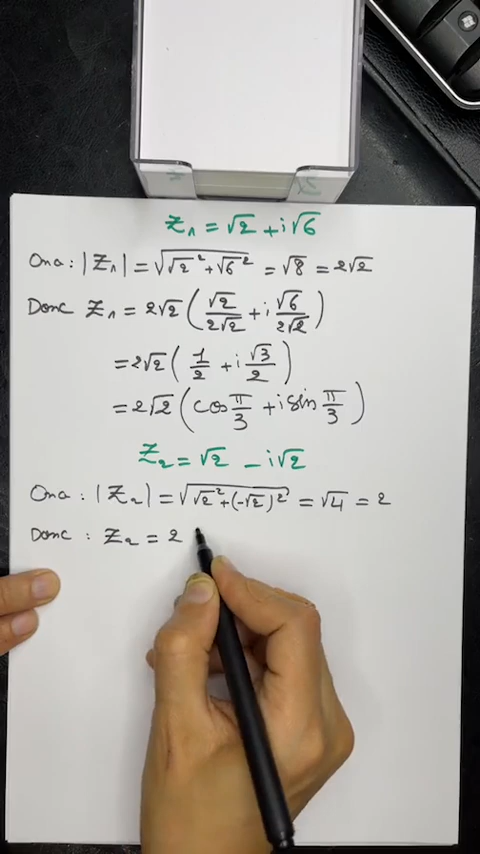 Z₁ = √2 + i√6
Ona : |Z₁| = √(√2² + √6²) = √8 = 2√2
Donc Z₁ = 2√2 (√2/2√2 + i √6/2√2)
= 2√2 (1/2 + i √3/2)
= 2√2 (cos π/3 + i sin π/3)
Z₂ = √2 - i√2
Ona : |Z₂| = √(√2² + (-√2)²) = √4 = 2
Donc : Z₂ = 2